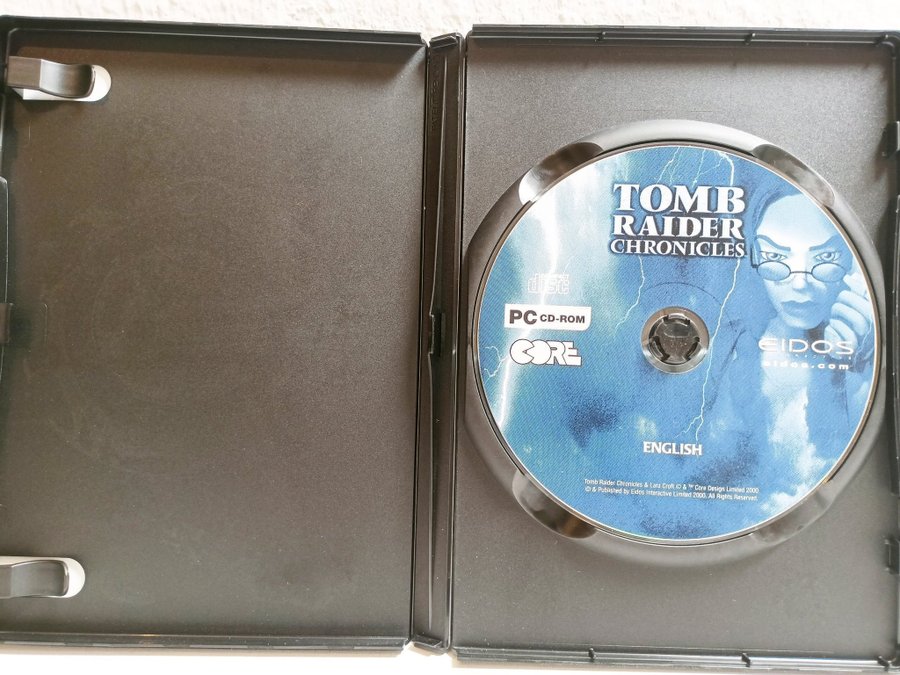 TOMB
RAIDER
CHRONICLES
disc
PC CD-ROM
CORE
EIDOS
eidos.com
ENGLISH
Tomb Raider Chronicles & Lara Croft © & ™ Core Design Limited 2000
© & Published by Eidos Interactive Limited 2000. All Rights Reserved.